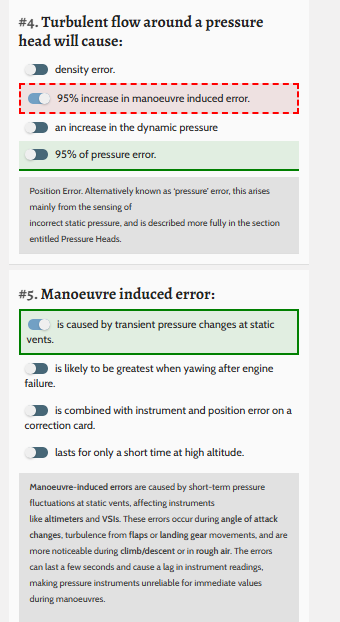 #4. Turbulent flow around a pressure
head will cause:
density error.
95% increase in manoeuvre induced error.
an increase in the dynamic pressure
95% of pressure error.
Position Error. Alternatively known as 'pressure' error, this arises
mainly from the sensing of
incorrect static pressure, and is described more fully in the section
entitled Pressure Heads.
#5. Manoeuvre induced error:
is caused by transient pressure changes at static
vents.
is likely to be greatest when yawing after engine
failure.
is combined with instrument and position error on a
correction card.
lasts for only a short time at high altitude.
Manoeuvre-induced errors are caused by short-term pressure
fluctuations at static vents, affecting instruments
like altimeters and VSIs. These errors occur during angle of attack
changes, turbulence from flaps or landing gear movements, and are
more noticeable during climb/descent or in rough air. The errors
can last a few seconds and cause a lag in instrument readings,
making pressure instruments unreliable for immediate values
during manoeuvres.